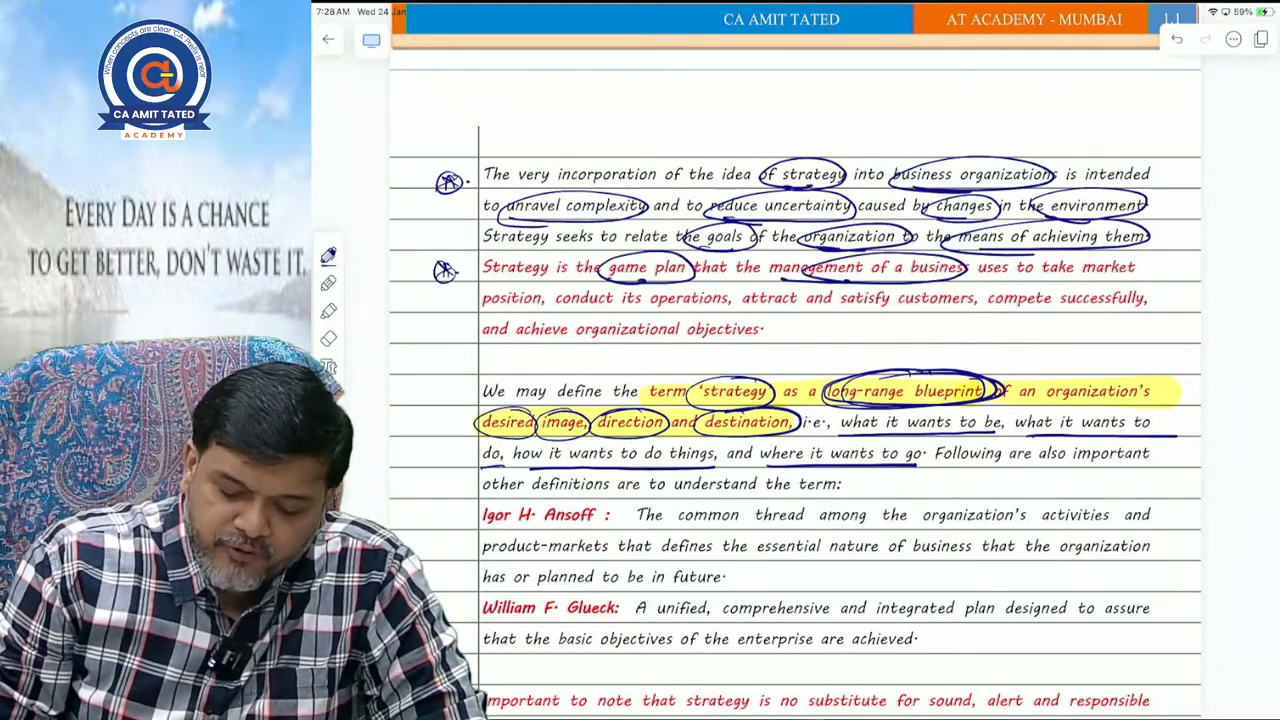 7:28 AM Wed 24 Jan
59%
CA AMIT TATED
AT ACADEMY - MUMBAI
1.1
When concepts are clear 'CA' Prefix is near
CA AMIT TATED
ACADEMY
EVERY DAY IS A CHANCE
TO GET BETTER, DON'T WASTE IT.
The very incorporation of the idea of strategy into business organizations is intended
to unravel complexity and to reduce uncertainty caused by changes in the environment.
Strategy seeks to relate the goals of the organization to the means of achieving them.
Strategy is the game plan that the management of a business uses to take market
position, conduct its operations, attract and satisfy customers, compete successfully,
and achieve organizational objectives.
We may define the term 'strategy as a long-range blueprint of an organization's
desired image, direction and destination, i.e., what it wants to be, what it wants to
do, how it wants to do things, and where it wants to go. Following are also important
other definitions are to understand the term:
Igor H. Ansoff : The common thread among the organization's activities and
product-markets that defines the essential nature of business that the organization
has or planned to be in future.
William F. Glueck: A unified, comprehensive and integrated plan designed to assure
that the basic objectives of the enterprise are achieved.
mportant to note that strategy is no substitute for sound, alert and responsible